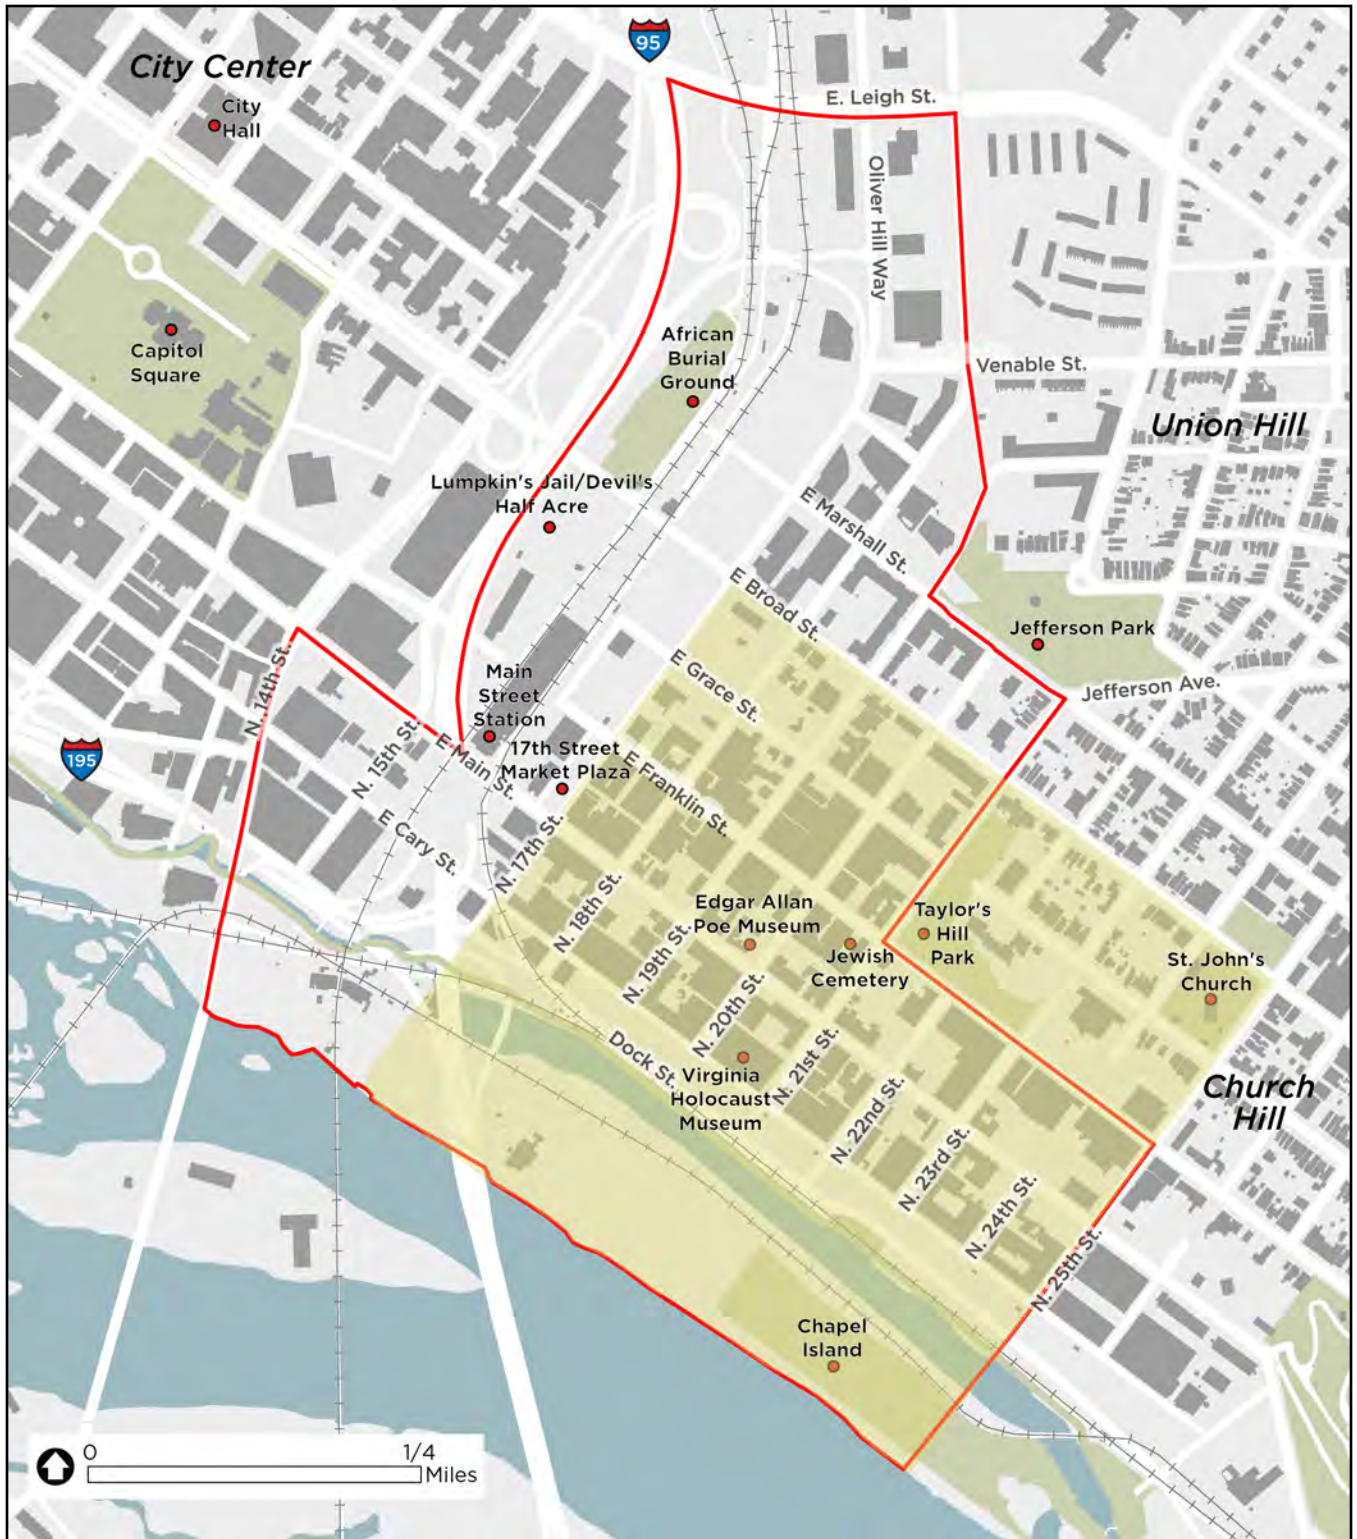 95
City Center
City
Hall
E. Leigh St.
Oliver Hill Way
African
Burial
Ground
Capitol
Square
Venable St.
Union Hill
Lumpkin's Jail/Devil's
Half Acre
E Marshall St.
E Broad St.
Jefferson Park
E Grace St.
Jefferson Ave.
N. 14th St.
Main
Street
Station
N. 15th St.
E Main St.
17th Street
Market Plaza
195
E Franklin St.
E Cary St.
N. 17th St.
N. 18th St.
Edgar Allan
Poe Museum
Taylor's
Hill
Park
Jewish
Cemetery
St. John's
Church
N. 19th St.
N. 20th St.
Dock St.
N. 21st St.
Virginia
Holocaust
Museum
Church
Hill
N. 22nd St.
N. 23rd St.
N. 24th St.
N. 25th St.
Chapel
Island
0 1/4
Miles